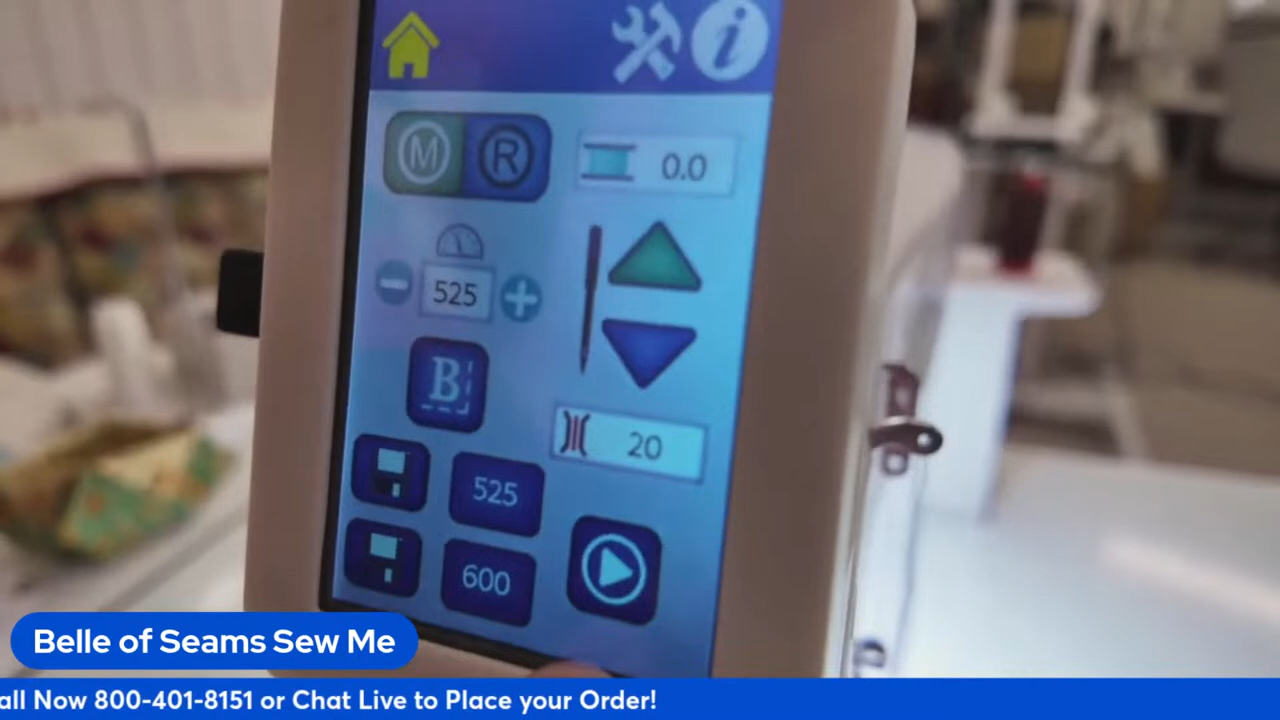 i
M R
0.0
525
B
20
525
600
Belle of Seams Sew Me
all Now 800-401-8151 or Chat Live to Place your Order!